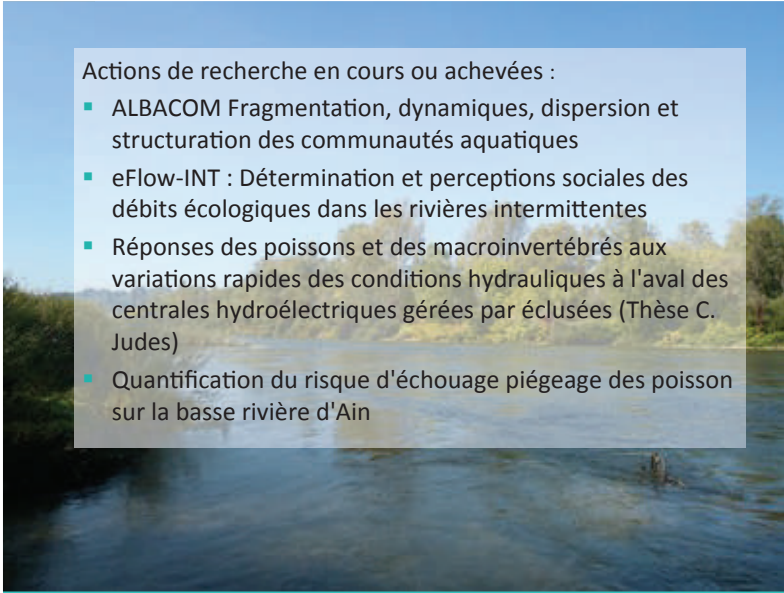 Actions de recherche en cours ou achevées :
▪ ALBACOM Fragmentation, dynamiques, dispersion et
structuration des communautés aquatiques
▪ eFlow-INT : Détermination et perceptions sociales des
débits écologiques dans les rivières intermittentes
▪ Réponses des poissons et des macroinvertébrés aux
variations rapides des conditions hydrauliques à l'aval des
centrales hydroélectriques gérées par éclusées (Thèse C.
Judes)
▪ Quantification du risque d'échouage piégeage des poisson
sur la basse rivière d'Ain